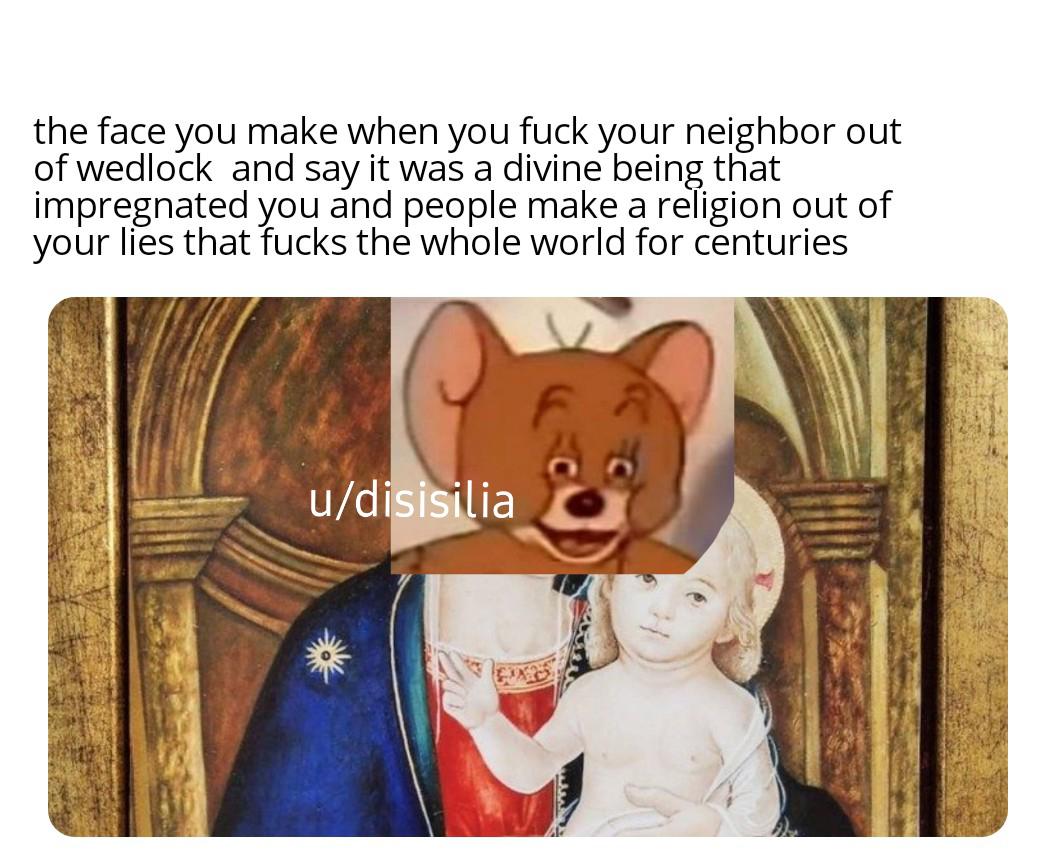 the face you make when you fuck your neighbor out
of wedlock  and say it was a divine being that
impregnated you and people make a religion out of
your lies that fucks the whole world for centuries
u/disisilia